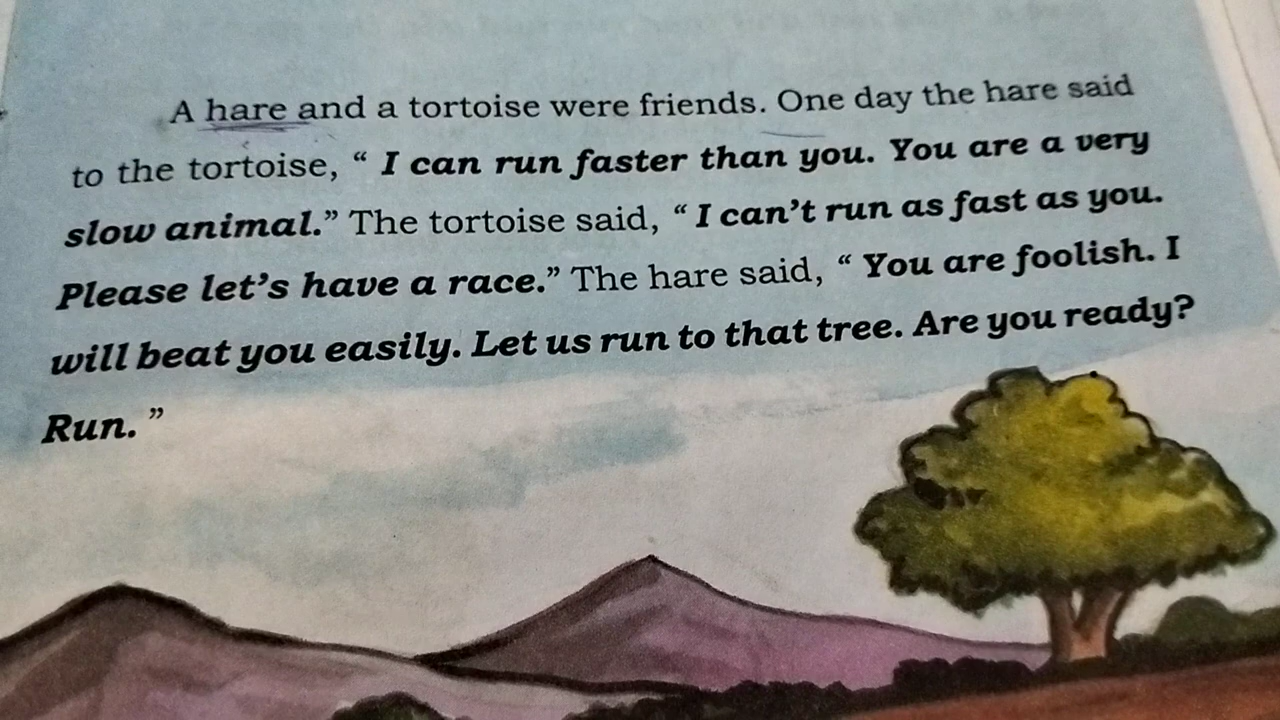 A hare and a tortoise were friends. One day the hare said
to the tortoise, “ I can run faster than you. You are a very
slow animal.” The tortoise said, “ I can’t run as fast as you.
Please let’s have a race.” The hare said, “ You are foolish. I
will beat you easily. Let us run to that tree. Are you ready?
Run. ”